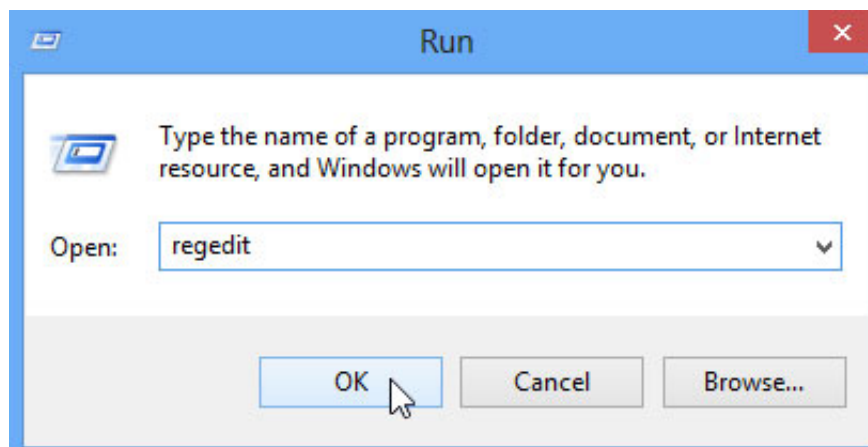 Run
Type the name of a program, folder, document, or Internet
resource, and Windows will open it for you.
Open: regedit
OK Cancel Browse...